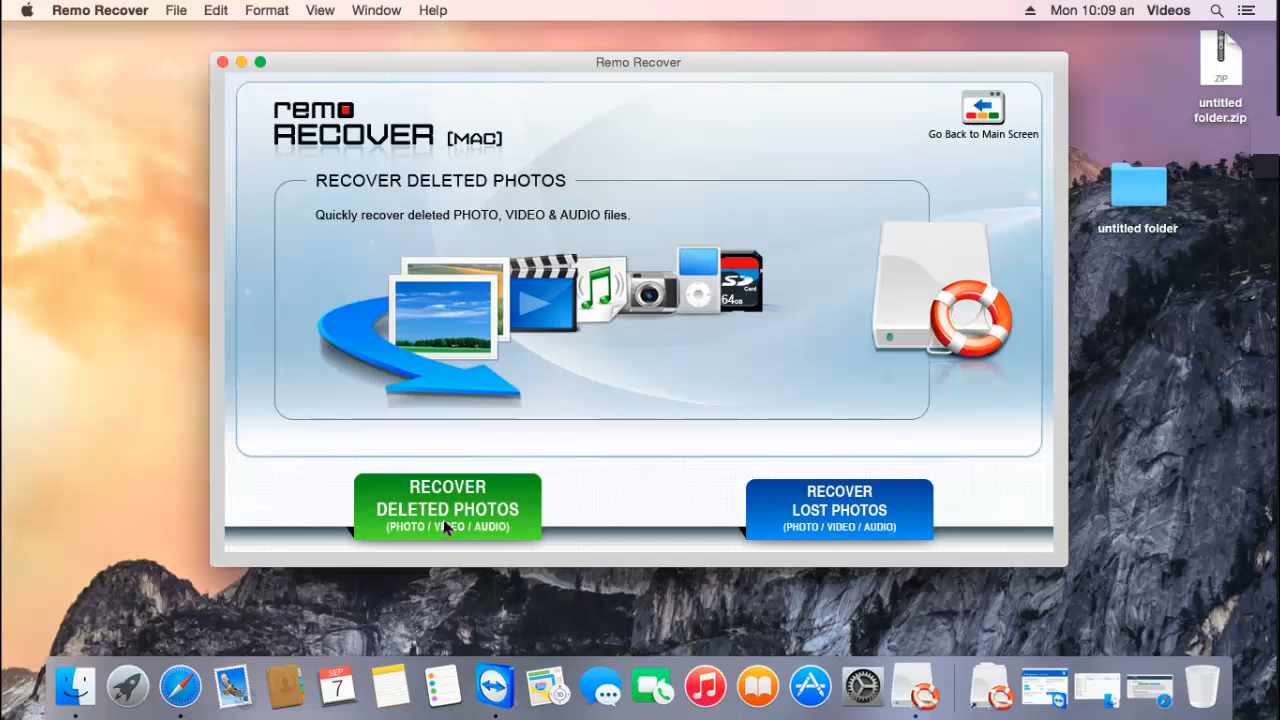 Remo Recover File Edit Format View Window Help
Mon 10:09 an Videos
Remo Recover
remo
RECOVER [MAC]
Go Back to Main Screen
RECOVER DELETED PHOTOS
Quickly recover deleted PHOTO, VIDEO & AUDIO files.
SD
Card
64GB
RECOVER
DELETED PHOTOS
(PHOTO / VIDEO / AUDIO)
RECOVER
LOST PHOTOS
(PHOTO / VIDEO / AUDIO)
ZIP
untitled
folder.zip
untitled folder
SEP
7
3D